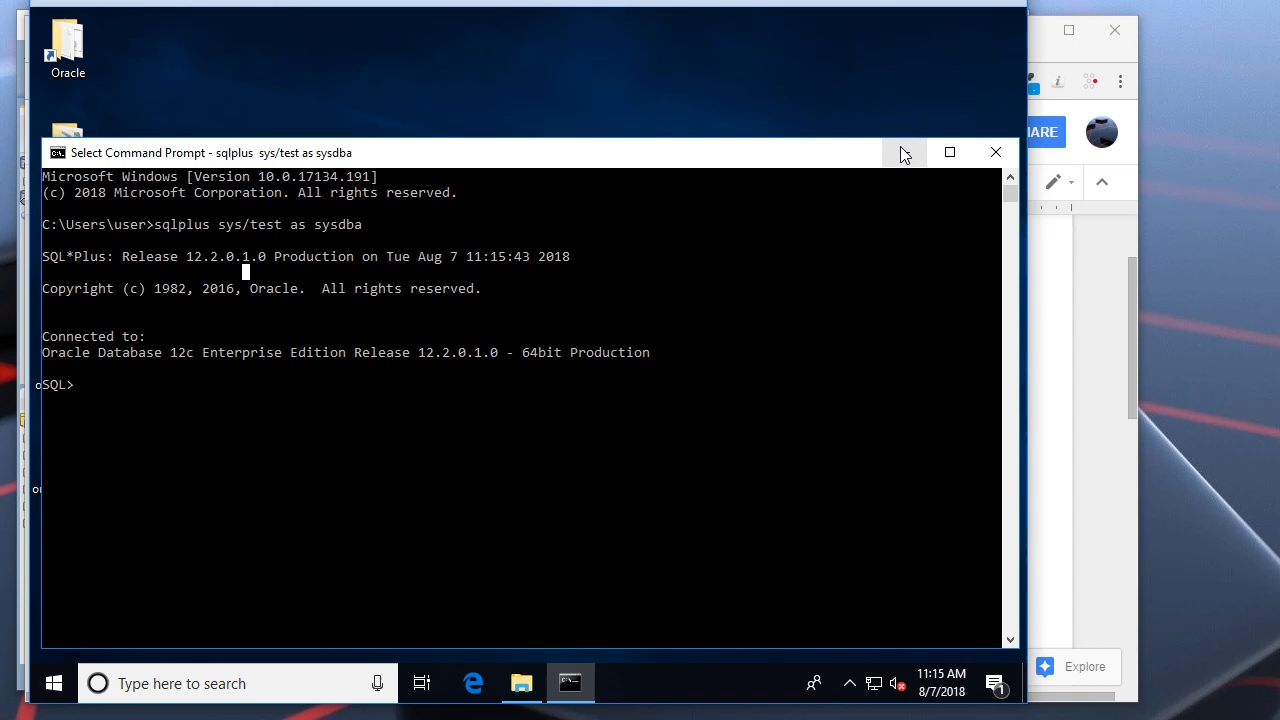 Oracle
Select Command Prompt - sqlplus  sys/test as sysdba
Microsoft Windows [Version 10.0.17134.191]
(c) 2018 Microsoft Corporation. All rights reserved.
C:\Users\user>sqlplus sys/test as sysdba
SQL*Plus: Release 12.2.0.1.0 Production on Tue Aug 7 11:15:43 2018
Copyright (c) 1982, 2016, Oracle.  All rights reserved.
Connected to:
Oracle Database 12c Enterprise Edition Release 12.2.0.1.0 - 64bit Production
SQL>
Explore
Type here to search
11:15 AM
8/7/2018
1